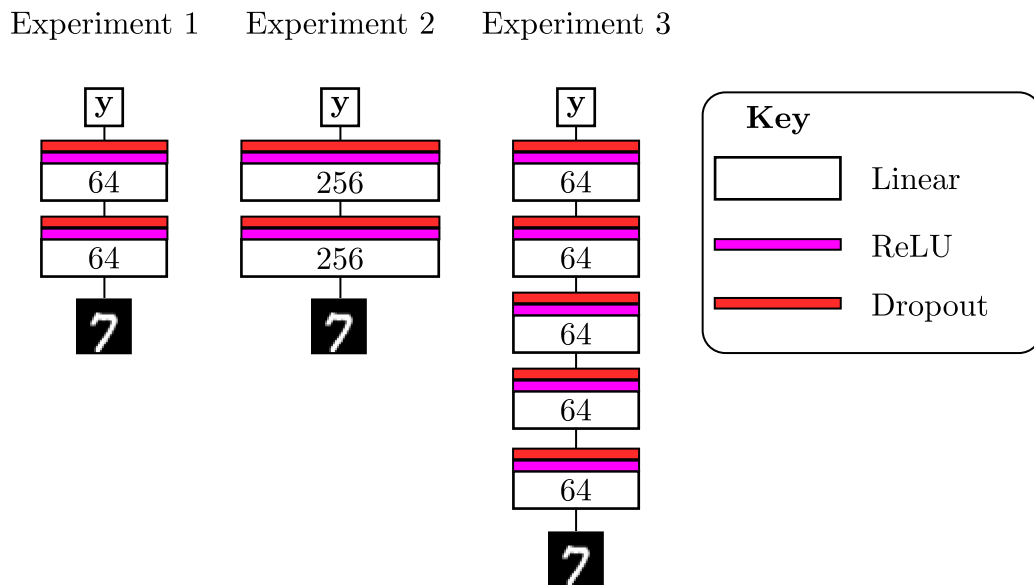 Experiment 1
Experiment 2
Experiment 3
y
64
64
7
y
256
256
7
y
64
64
64
64
64
7
Key
Linear
ReLU
Dropout